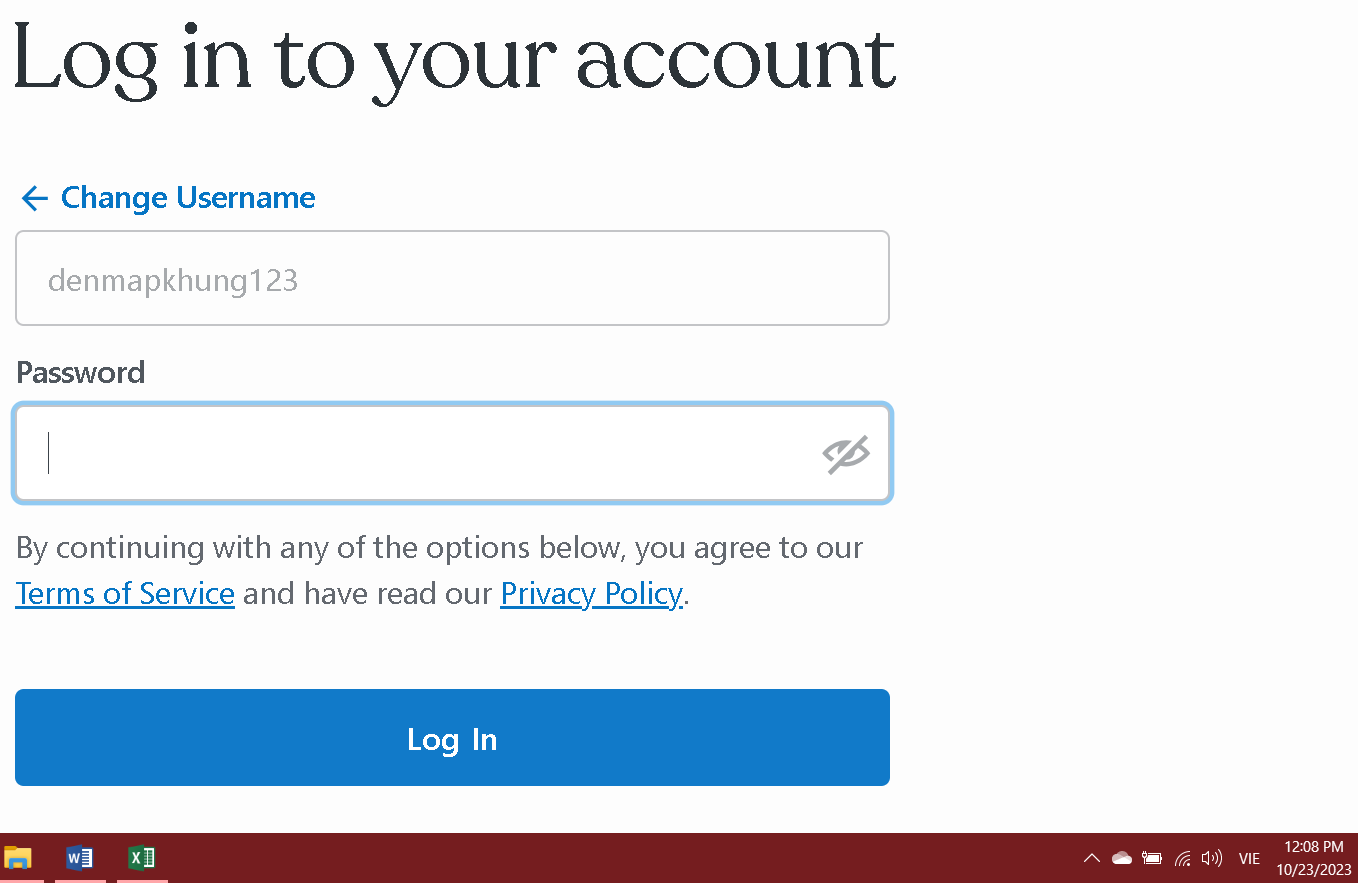 Log in to your account
← Change Username
denmapkhung123
Password
By continuing with any of the options below, you agree to our
Terms of Service and have read our Privacy Policy.
Log In
W
X
VIE
12:08 PM
10/23/2023